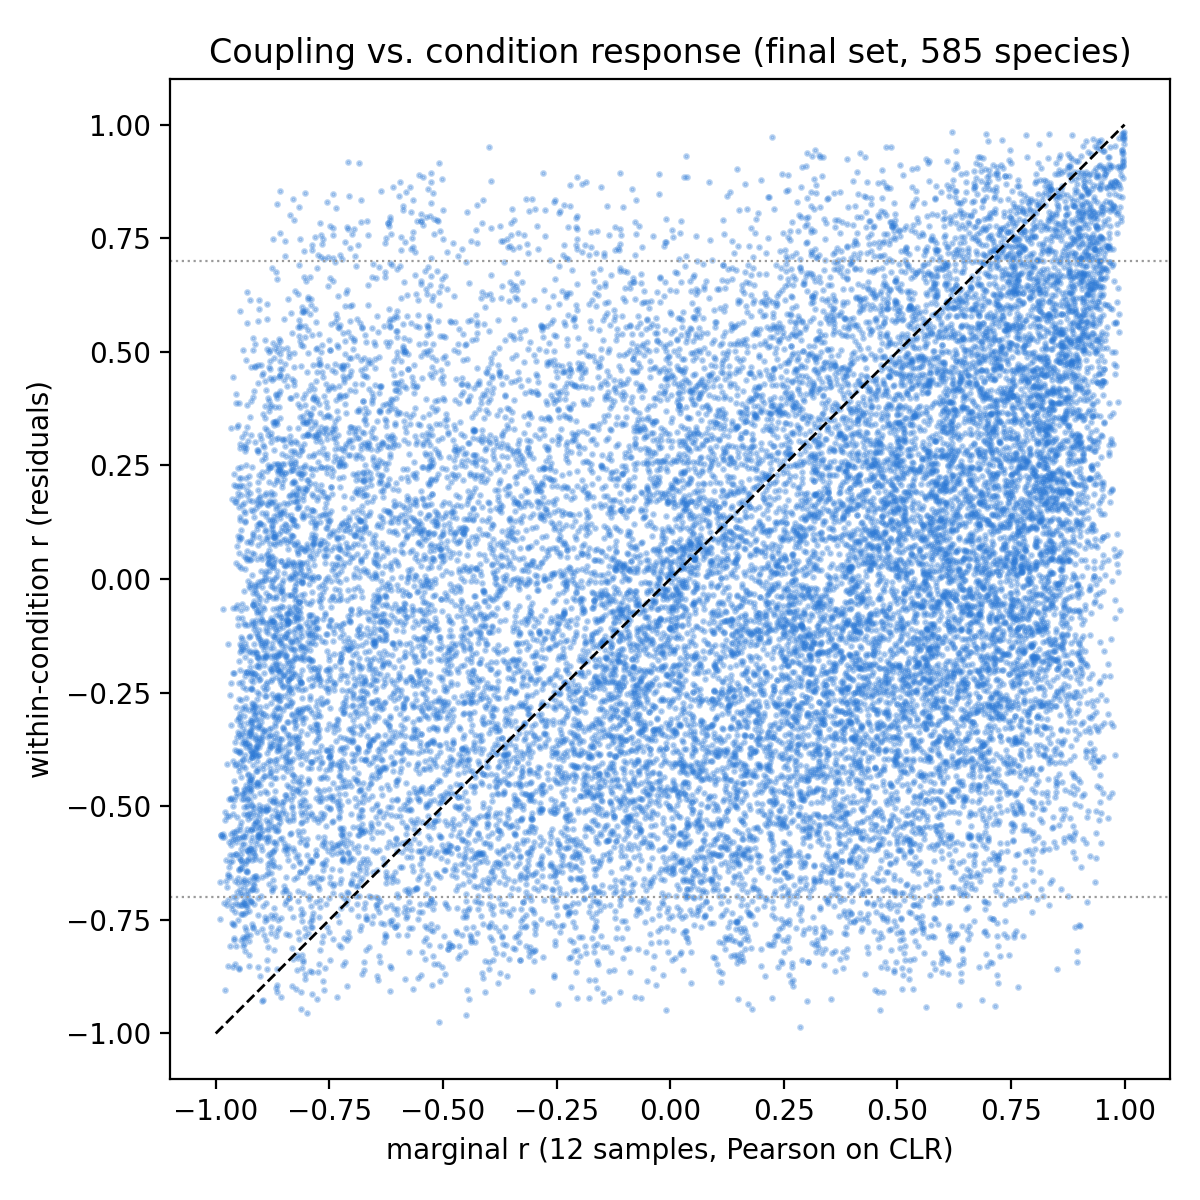 Coupling vs. condition response (final set, 585 species)
within-condition r (residuals)
1.00
0.75
0.50
0.25
0.00
−0.25
−0.50
−0.75
−1.00
−1.00 −0.75 −0.50 −0.25 0.00 0.25 0.50 0.75 1.00
marginal r (12 samples, Pearson on CLR)